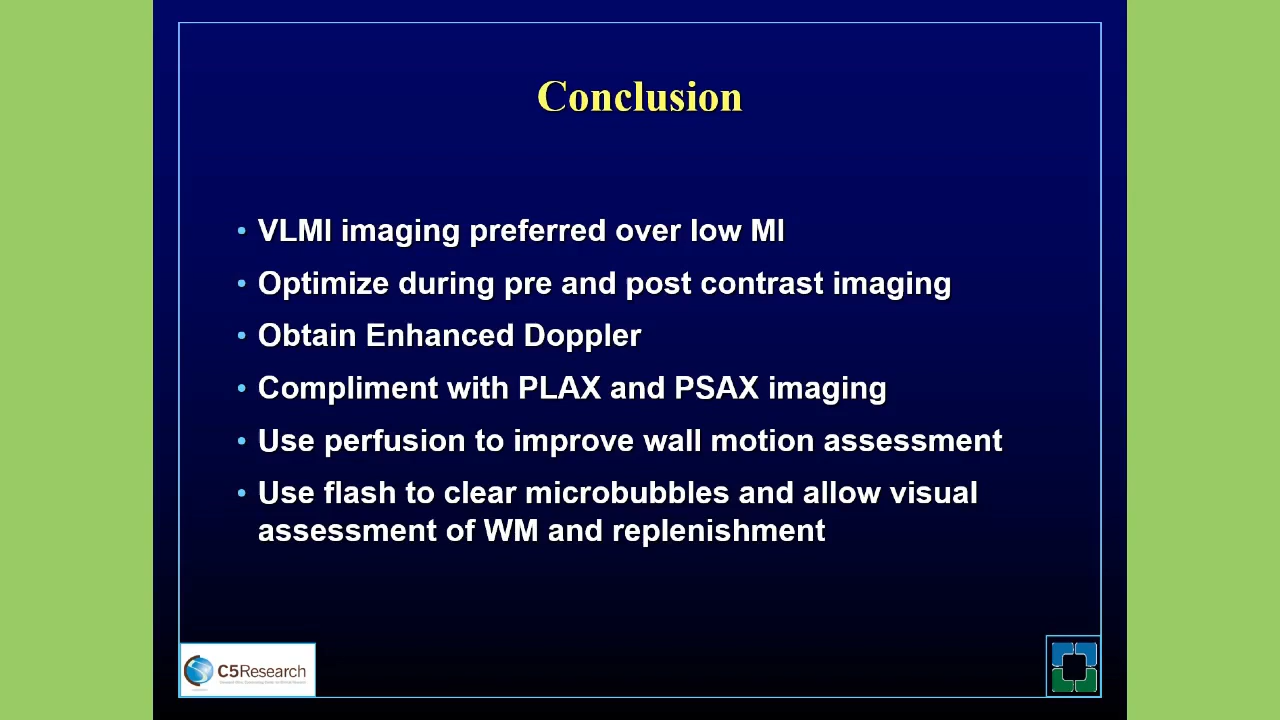 Conclusion
• VLMI imaging preferred over low MI
• Optimize during pre and post contrast imaging
• Obtain Enhanced Doppler
• Compliment with PLAX and PSAX imaging
• Use perfusion to improve wall motion assessment
• Use flash to clear microbubbles and allow visual
assessment of WM and replenishment
C5Research